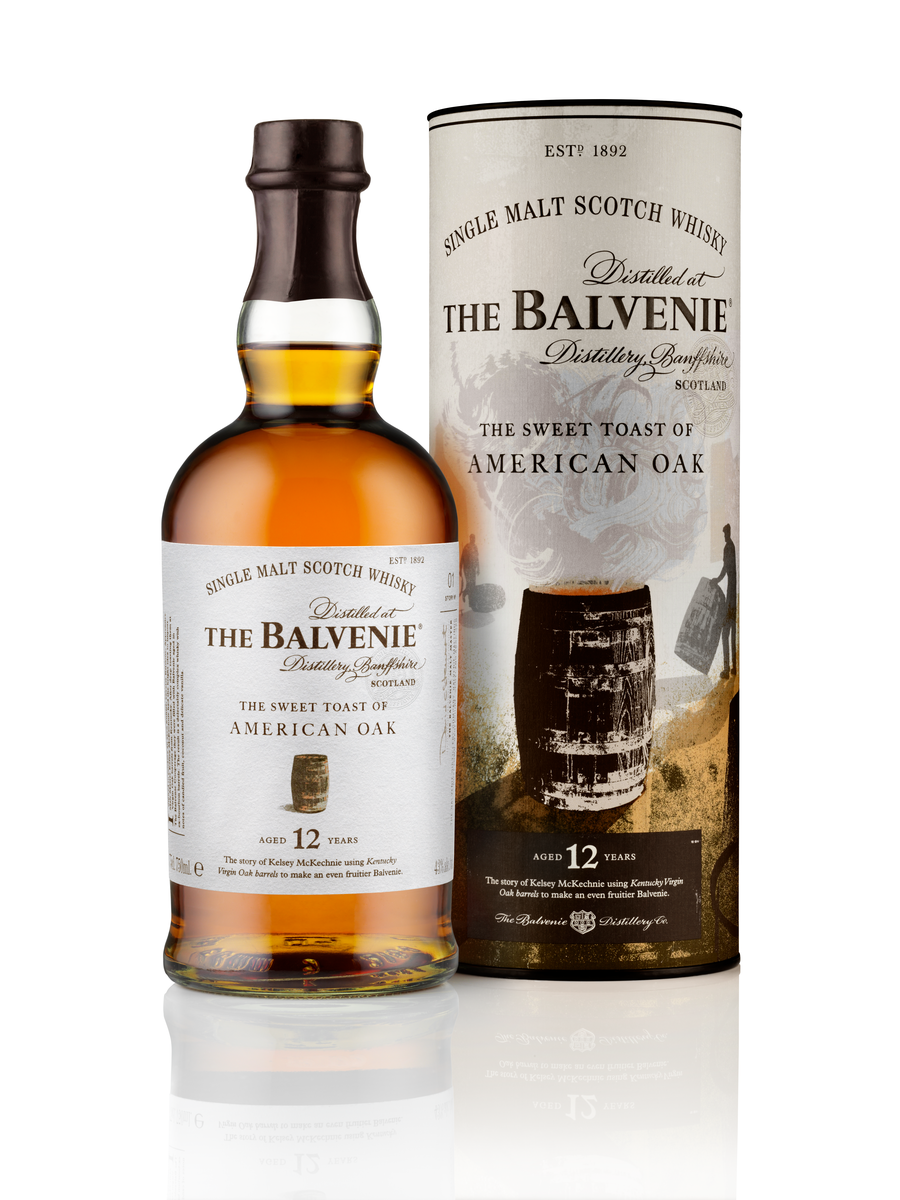 ESTD 1892
SINGLE MALT SCOTCH WHISKY
Distilled at
THE BALVENIE®
Distillery, Banffshire
SCOTLAND
THE SWEET TOAST OF
AMERICAN OAK
AGED 12 YEARS
The story of Kelsey McKechnie using Kentucky
Virgin Oak barrels to make an even fruitier Balvenie.
750ml. ℮
01
ESTD 1892
SINGLE MALT SCOTCH WHISKY
Distilled at
THE BALVENIE®
Distillery, Banffshire
SCOTLAND
THE SWEET TOAST OF
AMERICAN OAK
AGED 12 YEARS
The story of Kelsey McKechnie using Kentucky Virgin
Oak barrels to make an even fruitier Balvenie.
The Balvenie Distillery Co.